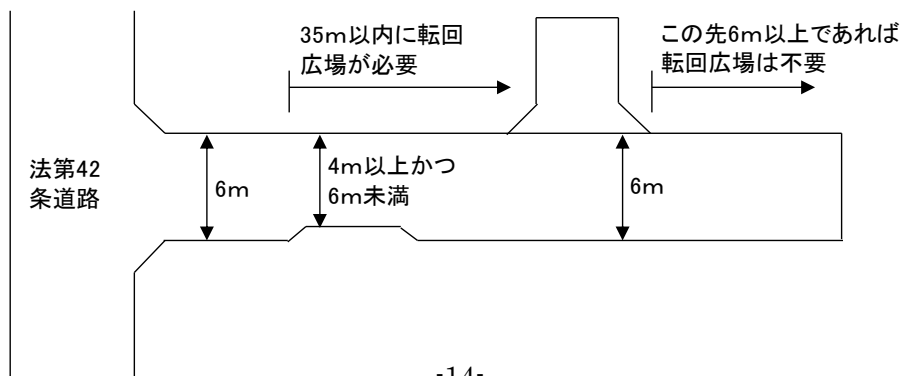 35m以内に転回
広場が必要
この先6m以上であれば
転回広場は不要
法第42
条道路
6m
4m以上かつ
6m未満
6m
-14-